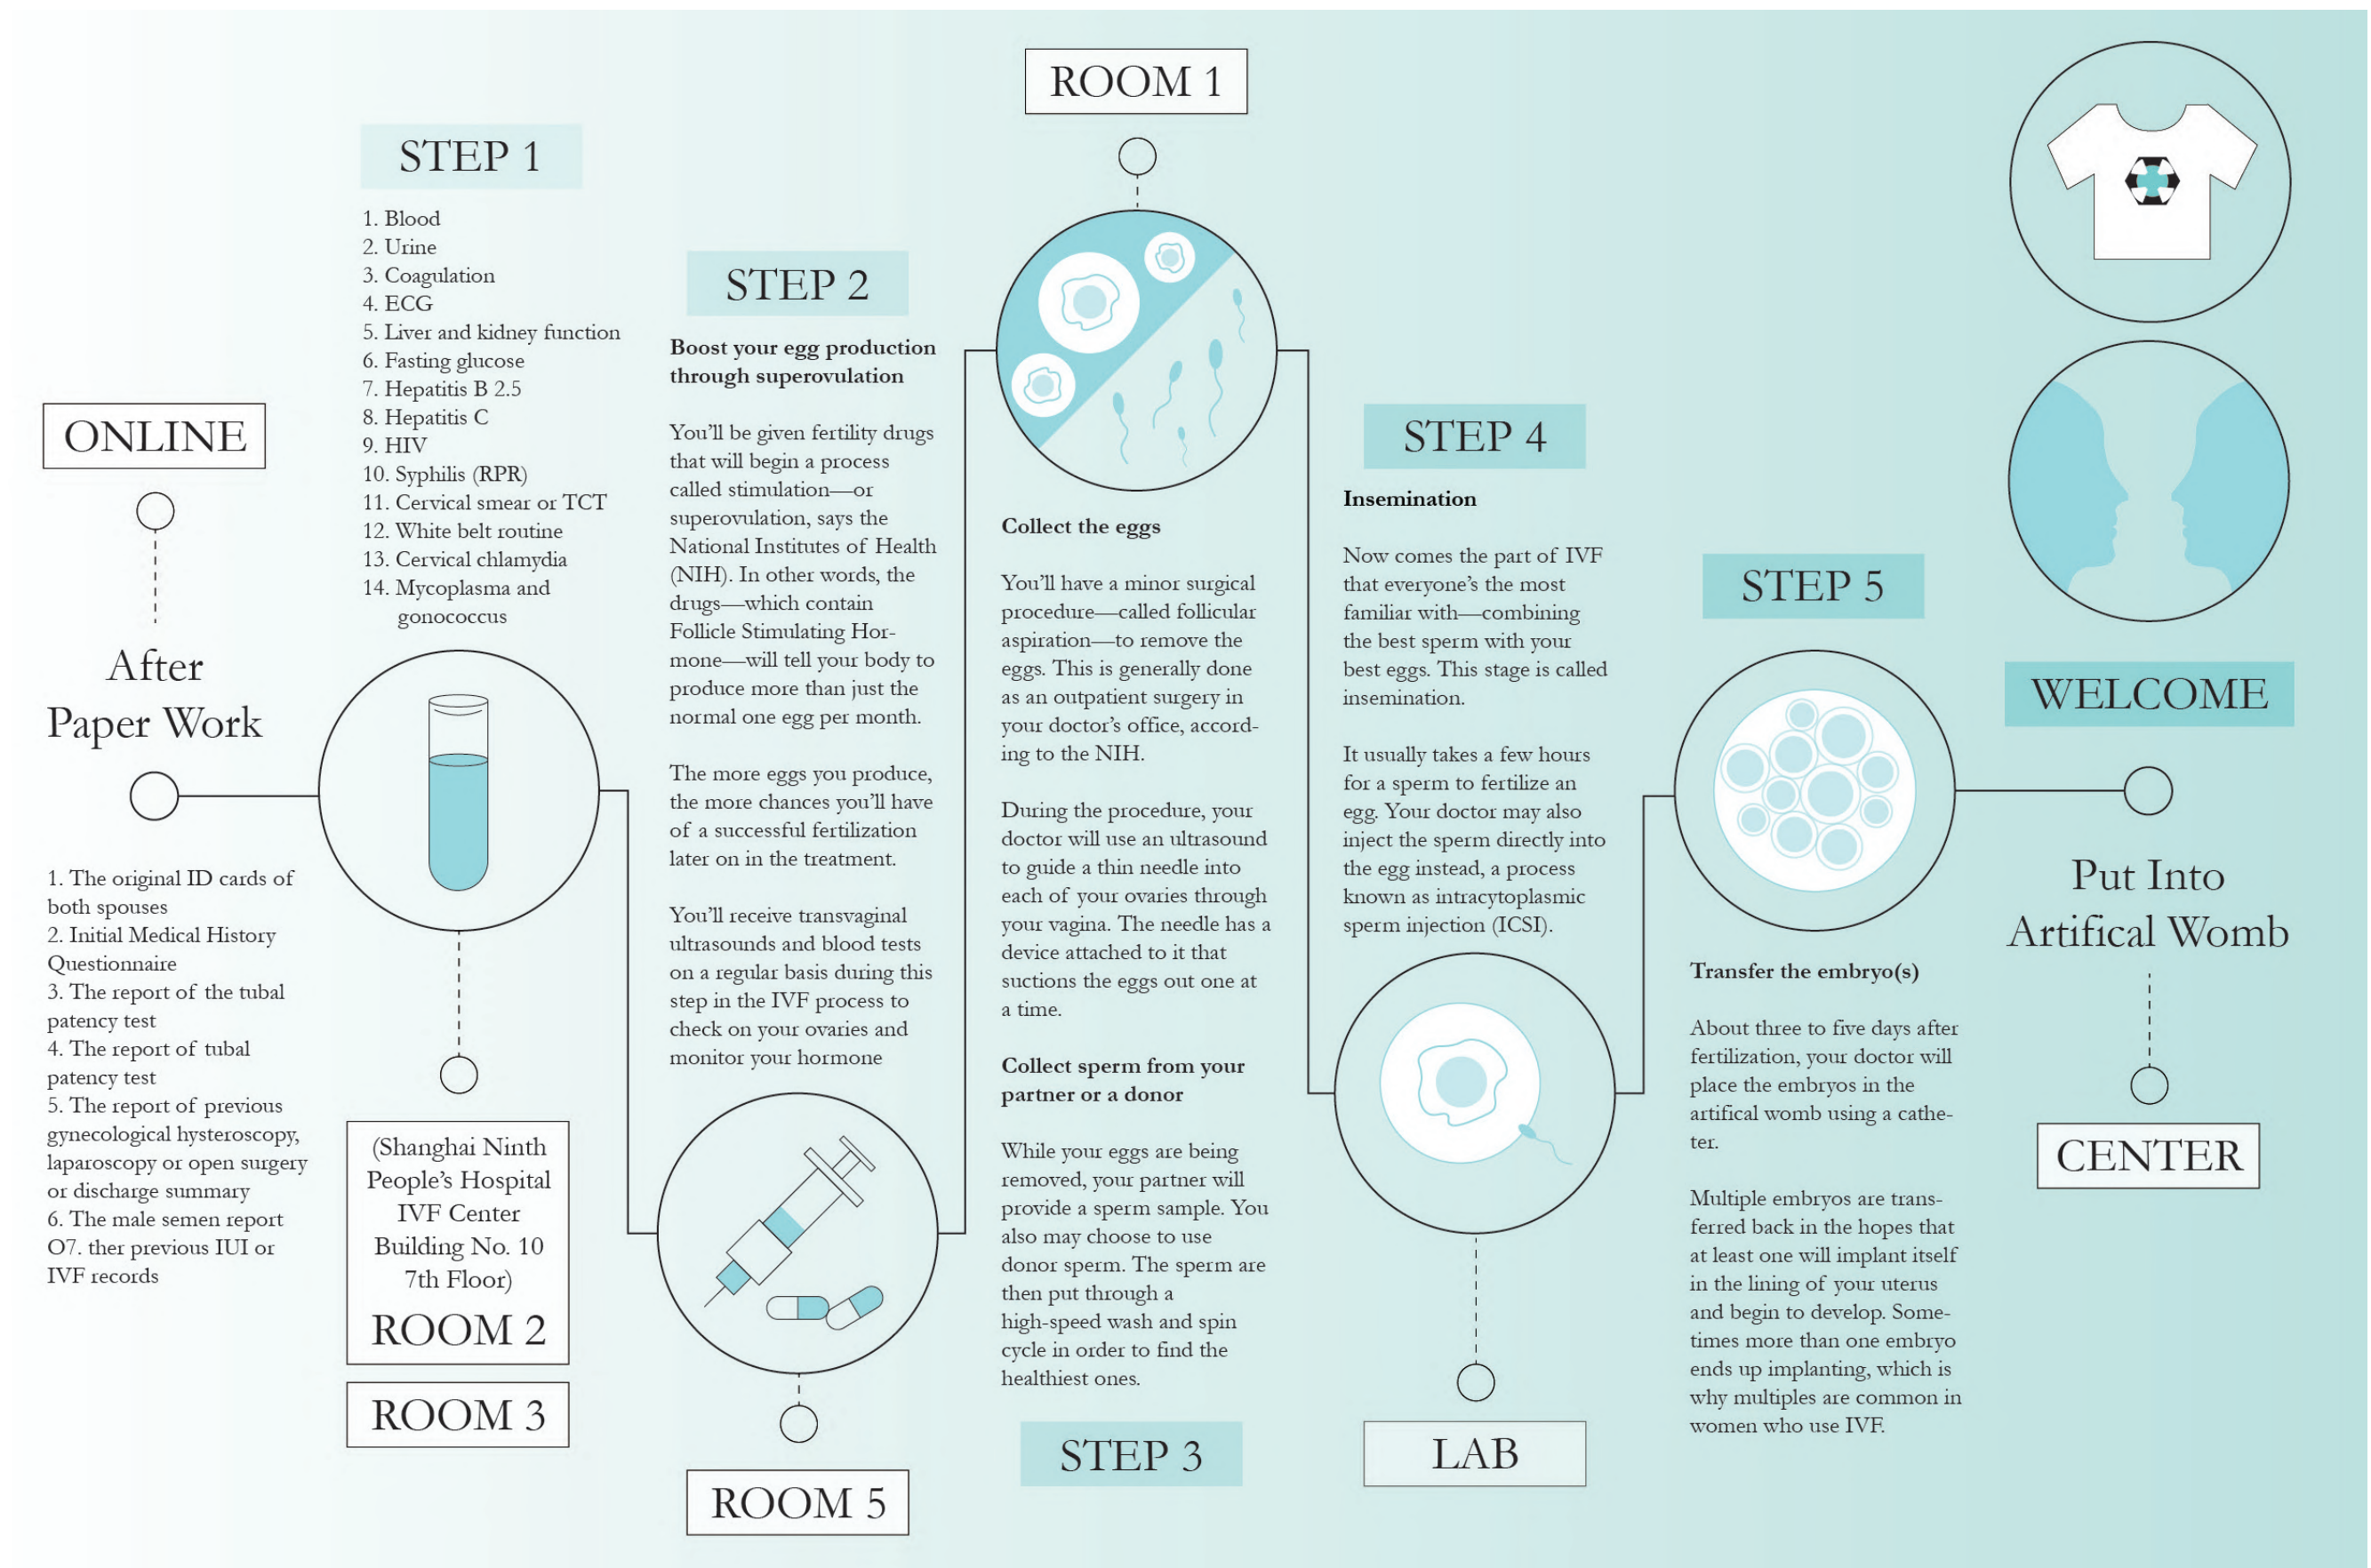 ONLINE
After
Paper Work
1. The original ID cards of
both spouses
2. Initial Medical History
Questionnaire
3. The report of the tubal
patency test
4. The report of tubal
patency test
5. The report of previous
gynecological hysteroscopy,
laparoscopy or open surgery
or discharge summary
6. The male semen report
O7. ther previous IUI or
IVF records
STEP 1
1. Blood
2. Urine
3. Coagulation
4. ECG
5. Liver and kidney function
6. Fasting glucose
7. Hepatitis B 2.5
8. Hepatitis C
9. HIV
10. Syphilis (RPR)
11. Cervical smear or TCT
12. White belt routine
13. Cervical chlamydia
14. Mycoplasma and
gonococcus
(Shanghai Ninth
People’s Hospital
IVF Center
Building No. 10
7th Floor)
ROOM 2
ROOM 3
STEP 2
Boost your egg production
through superovulation
You’ll be given fertility drugs
that will begin a process
called stimulation—or
superovulation, says the
National Institutes of Health
(NIH). In other words, the
drugs—which contain
Follicle Stimulating Hor-
mone—will tell your body to
produce more than just the
normal one egg per month.
The more eggs you produce,
the more chances you’ll have
of a successful fertilization
later on in the treatment.
You’ll receive transvaginal
ultrasounds and blood tests
on a regular basis during this
step in the IVF process to
check on your ovaries and
monitor your hormone
ROOM 5
ROOM 1
Collect the eggs
You’ll have a minor surgical
procedure—called follicular
aspiration—to remove the
eggs. This is generally done
as an outpatient surgery in
your doctor’s office, accord-
ing to the NIH.
During the procedure, your
doctor will use an ultrasound
to guide a thin needle into
each of your ovaries through
your vagina. The needle has a
device attached to it that
suctions the eggs out one at
a time.
Collect sperm from your
partner or a donor
While your eggs are being
removed, your partner will
provide a sperm sample. You
also may choose to use
donor sperm. The sperm are
then put through a
high-speed wash and spin
cycle in order to find the
healthiest ones.
STEP 3
STEP 4
Insemination
Now comes the part of IVF
that everyone’s the most
familiar with—combining
the best sperm with your
best eggs. This stage is called
insemination.
It usually takes a few hours
for a sperm to fertilize an
egg. Your doctor may also
inject the sperm directly into
the egg instead, a process
known as intracytoplasmic
sperm injection (ICSI).
LAB
STEP 5
Transfer the embryo(s)
About three to five days after
fertilization, your doctor will
place the embryos in the
artifical womb using a cathe-
ter.
Multiple embryos are trans-
ferred back in the hopes that
at least one will implant itself
in the lining of your uterus
and begin to develop. Some-
times more than one embryo
ends up implanting, which is
why multiples are common in
women who use IVF.
WELCOME
Put Into
Artifical Womb
CENTER